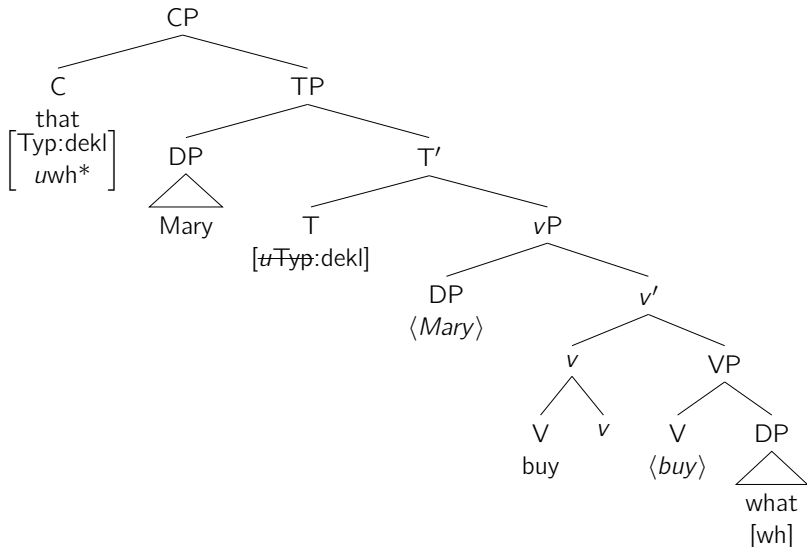 CP
C TP
that
[Typ:dekl
uwh*]
DP T′
Mary T vP
[uTyp:dekl]
DP v′
⟨Mary⟩
v VP
V v V DP
buy ⟨buy⟩
what
[wh]